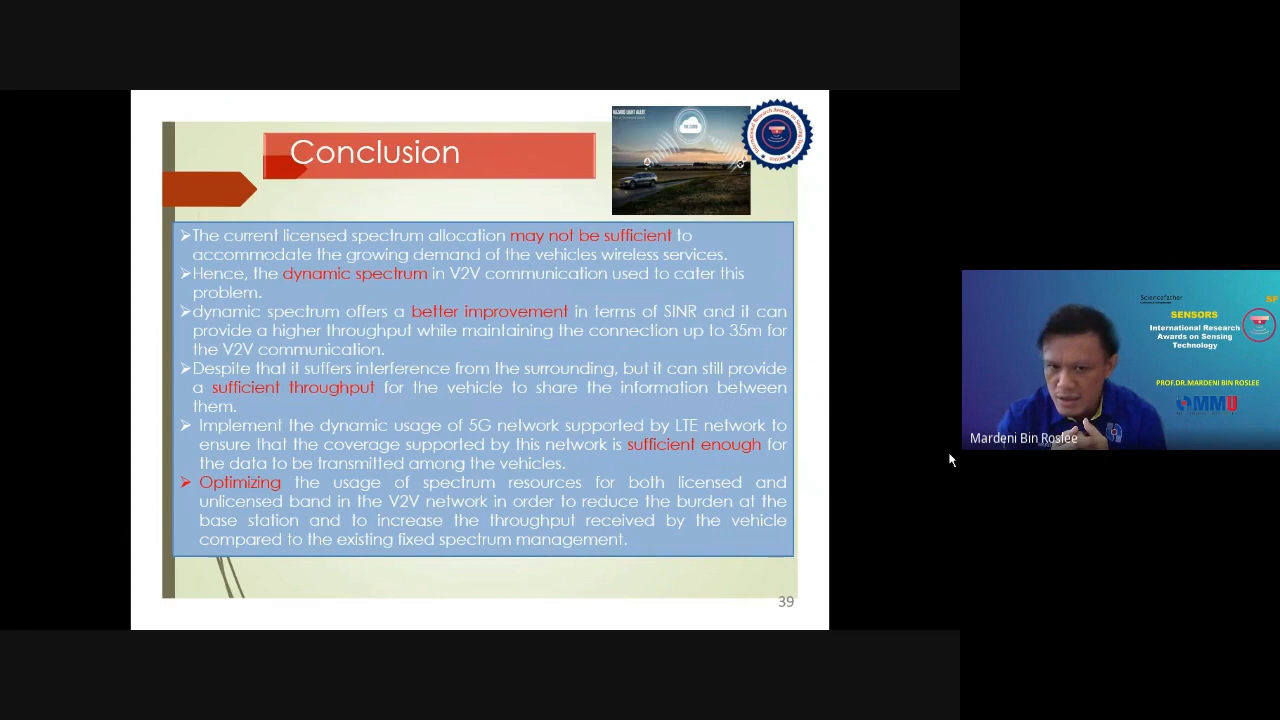 Conclusion
➢The current licensed spectrum allocation may not be sufficient to
accommodate the growing demand of the vehicles wireless services.
➢Hence, the dynamic spectrum in V2V communication used to cater this
problem.
➢dynamic spectrum offers a better improvement in terms of SINR and it can
provide a higher throughput while maintaining the connection up to 35m for
the V2V communication.
➢Despite that it suffers interference from the surrounding, but it can still provide
a sufficient throughput for the vehicle to share the information between
them.
➢ Implement the dynamic usage of 5G network supported by LTE network to
ensure that the coverage supported by this network is sufficient enough for
the data to be transmitted among the vehicles.
➢ Optimizing the usage of spectrum resources for both licensed and
unlicensed band in the V2V network in order to reduce the burden at the
base station and to increase the throughput received by the vehicle
compared to the existing fixed spectrum management.
39
Sciencefather
SF
SENSORS
International Research
Awards on Sensing
Technology
PROF.DR.MARDENI BIN ROSLEE
MMU
Mardeni Bin Roslee